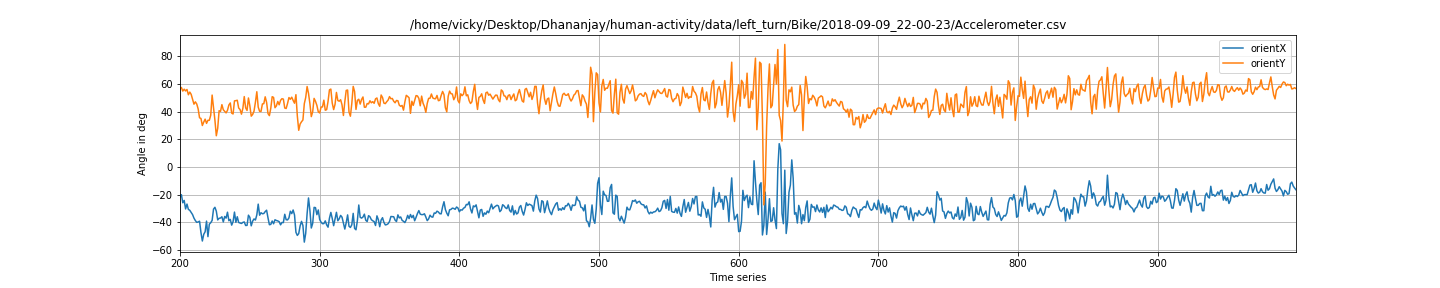 /home/vicky/Desktop/Dhananjay/human-activity/data/left_turn/Bike/2018-09-09_22-00-23/Accelerometer.csv
orientX
orientY
Angle in deg
80
60
40
20
0
−20
−40
−60
200 300 400 500 600 700 800 900
Time series